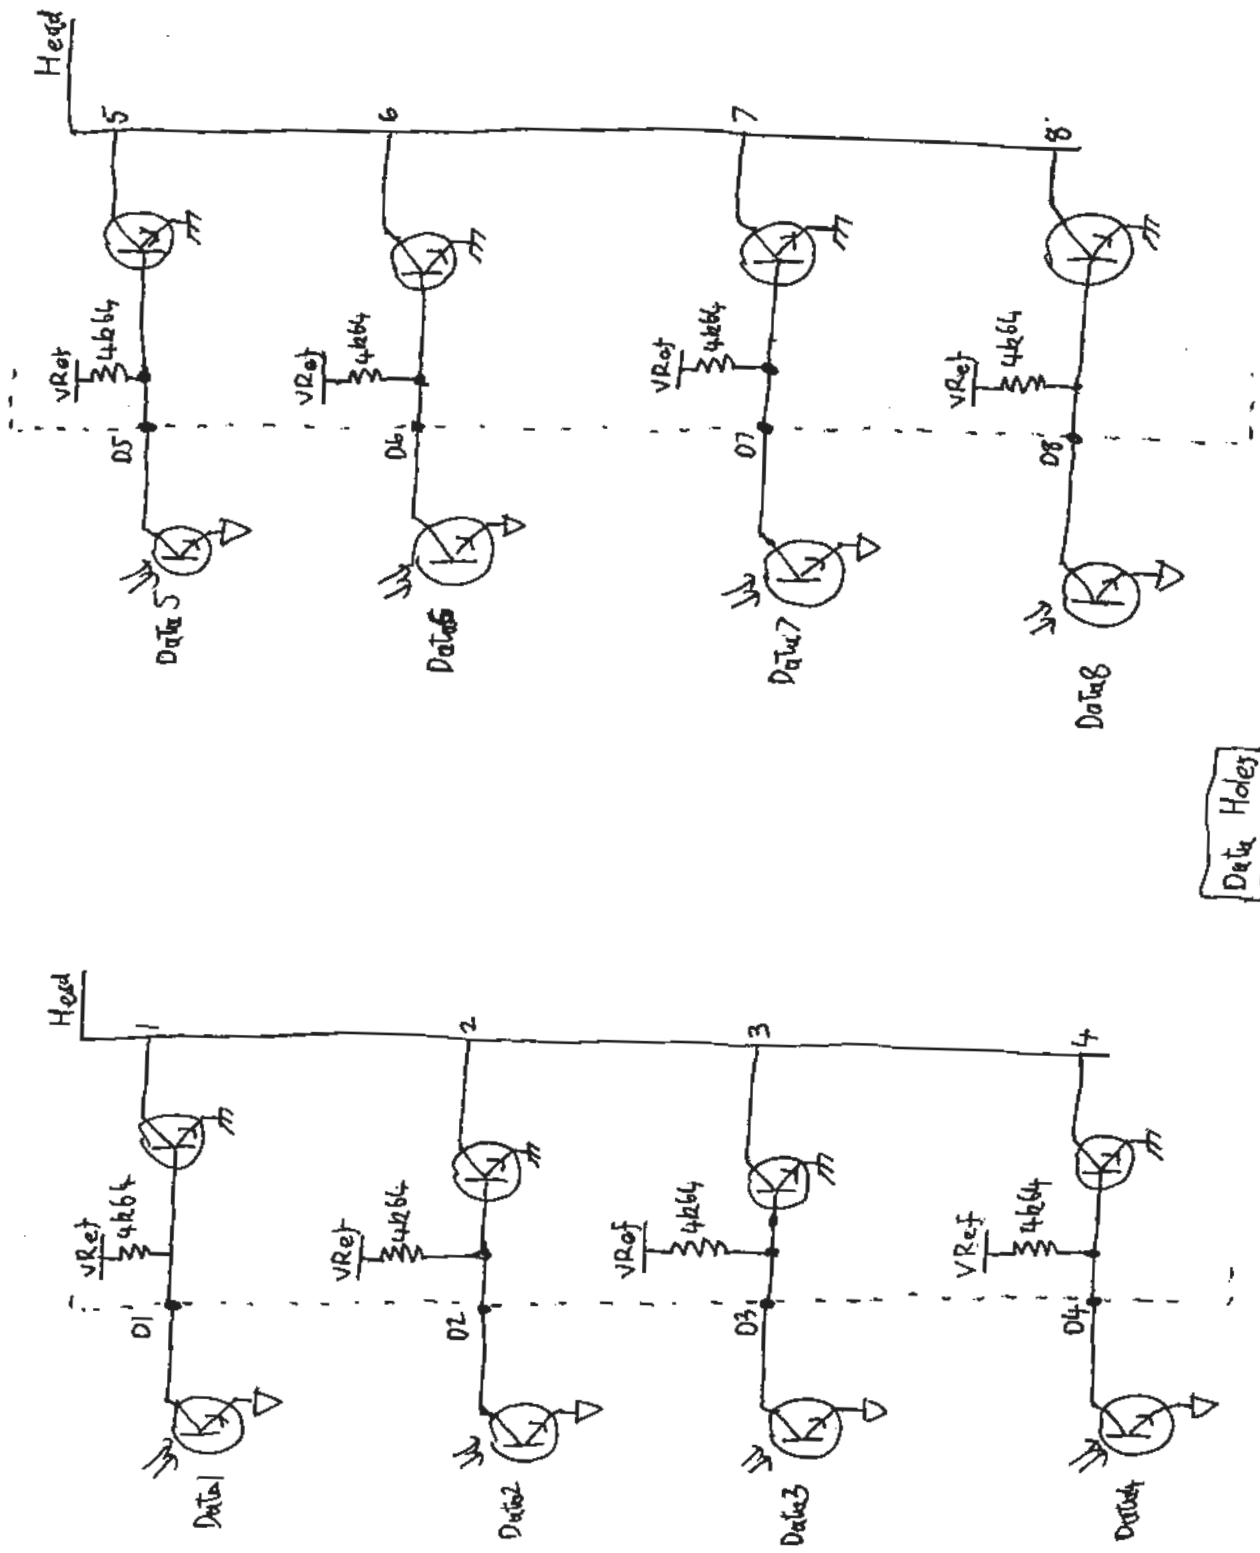 Head
1
VRef
4k64
D1
Data1
2
VRef
4k64
D2
Data2
3
VRef
4k64
D3
Data3
4
VRef
4k64
D4
Data4
Head
5
VRef
4k64
D5
Data5
6
VRef
4k64
D6
Data6
7
VRef
4k64
D7
Data7
8
VRef
4k64
D8
Data8
Data Holes